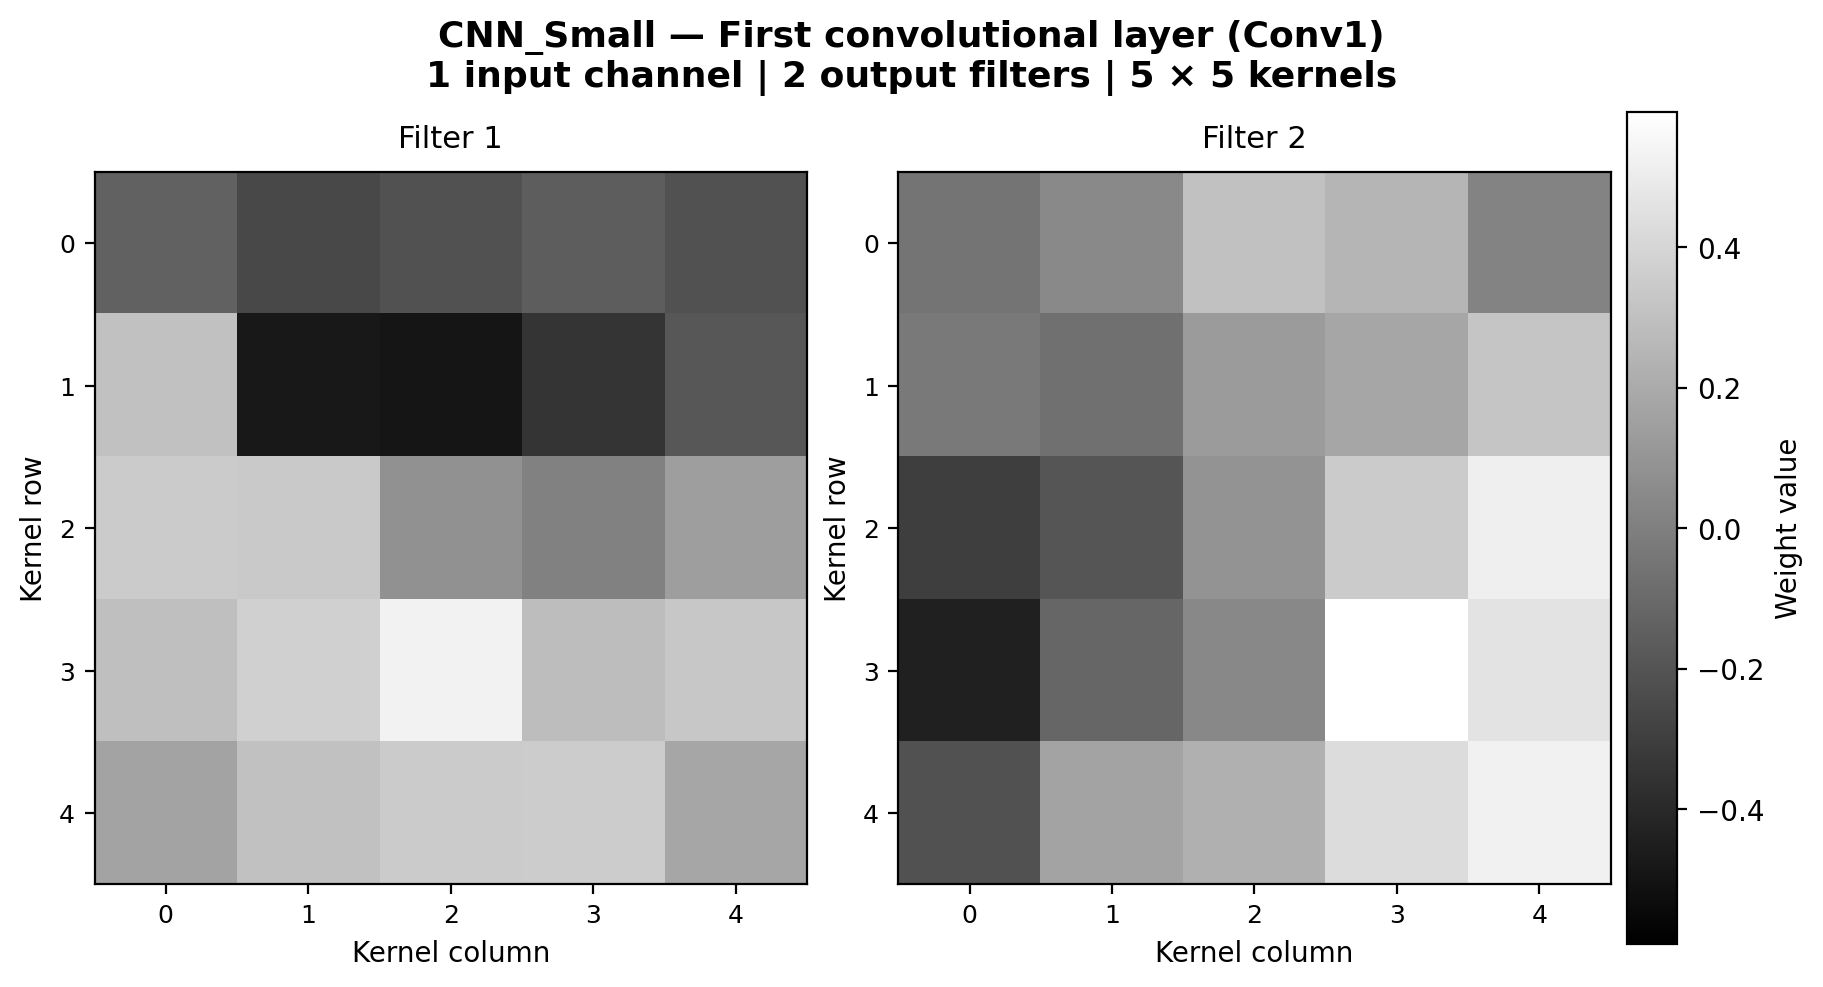 CNN_Small — First convolutional layer (Conv1)
1 input channel | 2 output filters | 5 × 5 kernels
Filter 1
0
1
2
3
4
Kernel row
0 1 2 3 4
Kernel column
Filter 2
0
1
2
3
4
Kernel row
0 1 2 3 4
Kernel column
0.4
0.2
0.0
−0.2
−0.4
Weight value